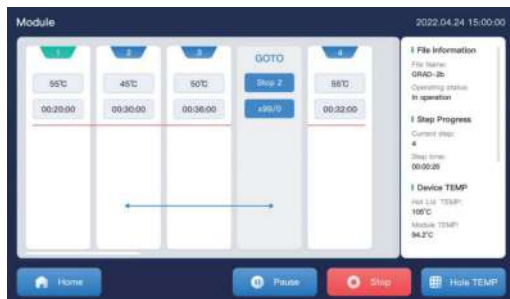 Module
2022.04.24 15:00:00
1
2
3
GOTO
4
55℃
45℃
50℃
Stop 2
55℃
00:20:00
00:30:00
00:36:00
x99/0
00:32:00
File Information
File Name:
GRAD-2b
Operating status:
In operation
Step Progress
Current step:
4
Step time:
00:00:26
Device TEMP
Hot Lid TEMP:
105℃
Module TEMP:
94.2℃
Home
Pause
Stop
Hole TEMP